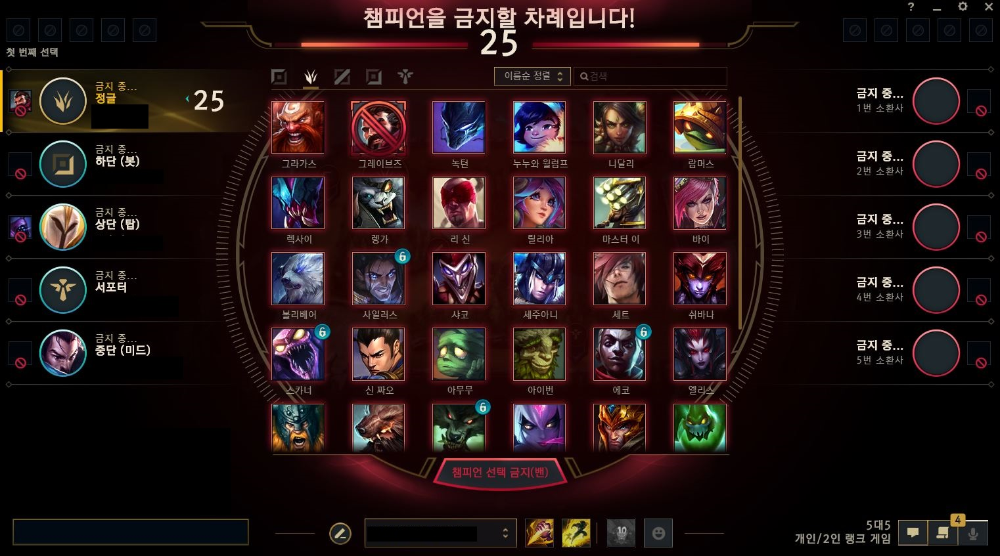 챔피언을 금지할 차례입니다!
25
첫 번째 선택
금지 중...
정글
25
금지 중...
하단 (봇)
금지 중...
상단 (탑)
금지 중...
서포터
금지 중...
중단 (미드)
이름순 정렬
검색
그라가스 그레이브즈 녹턴 누누와 윌럼프 니달리 람머스
렉사이 렝가 리 신 릴리아 마스터 이 바이
볼리베어 사일러스 샤코 세주아니 세트 쉬바나
스카너 신 짜오 아무무 아이번 에코 엘리스
챔피언 선택 금지(밴)
금지 중...
1번 소환사
금지 중...
2번 소환사
금지 중...
3번 소환사
금지 중...
4번 소환사
금지 중...
5번 소환사
10
5대5
개인/2인 랭크 게임
4